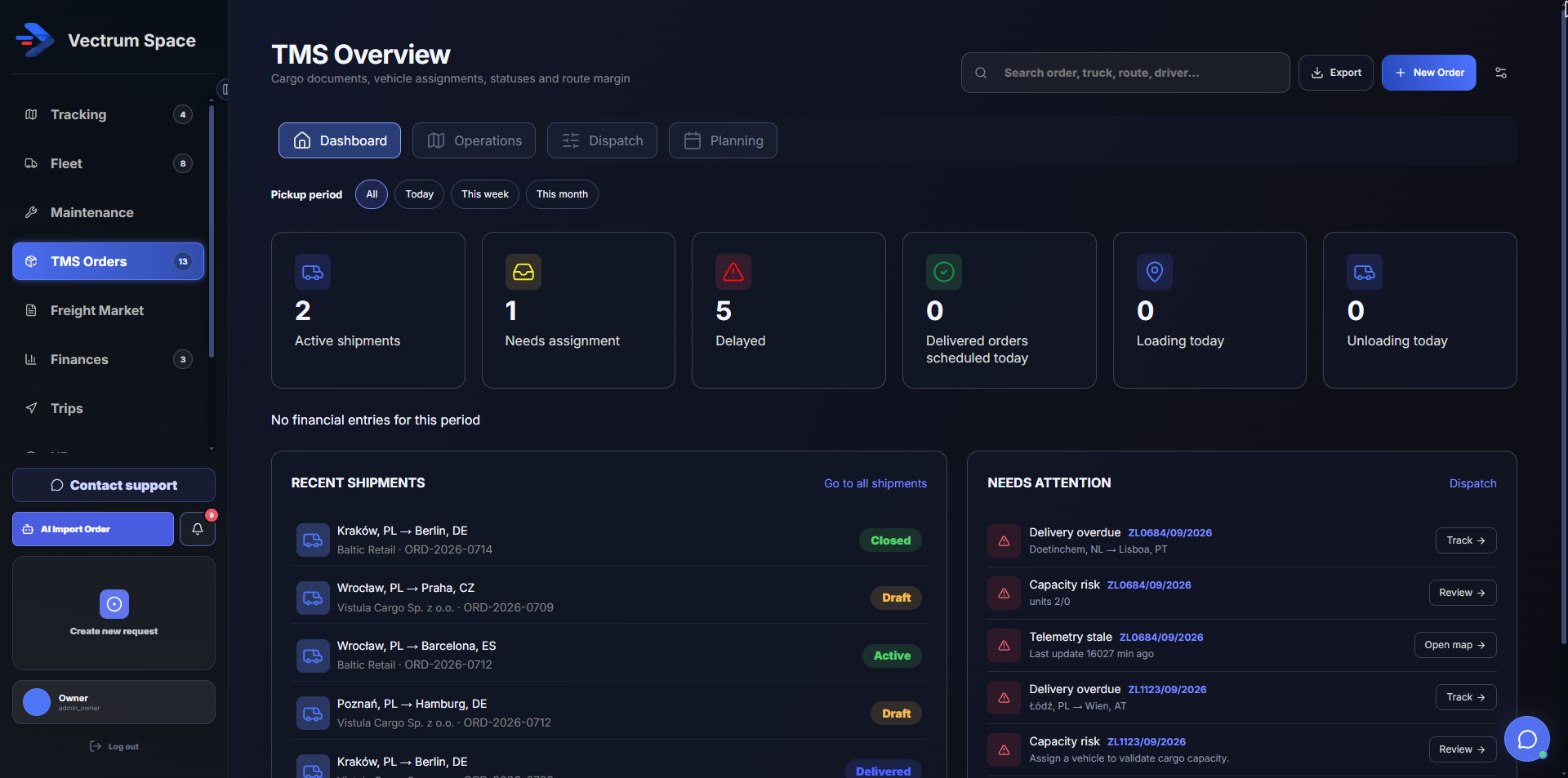 Vectrum Space
Tracking 4
Fleet 8
Maintenance
TMS Orders 13
Freight Market
Finances 3
Trips
Contact support
AI Import Order
Create new request
Owner
admin_owner
Log out
TMS Overview
Cargo documents, vehicle assignments, statuses and route margin
Search order, truck, route, driver...
Export
New Order
Dashboard
Operations
Dispatch
Planning
Pickup period
All
Today
This week
This month
2
Active shipments
1
Needs assignment
5
Delayed
0
Delivered orders
scheduled today
0
Loading today
0
Unloading today
No financial entries for this period
RECENT SHIPMENTS
Go to all shipments
Kraków, PL → Berlin, DE
Baltic Retail · ORD-2026-0714
Closed
Wrocław, PL → Praha, CZ
Vistula Cargo Sp. z o.o. · ORD-2026-0709
Draft
Wrocław, PL → Barcelona, ES
Baltic Retail · ORD-2026-0712
Active
Poznań, PL → Hamburg, DE
Vistula Cargo Sp. z o.o. · ORD-2026-0712
Draft
Kraków, PL → Berlin, DE
Delivered
NEEDS ATTENTION
Dispatch
Delivery overdue ZL0684/09/2026
Doetinchem, NL → Lisboa, PT
Track →
Capacity risk ZL0684/09/2026
units 2/0
Review →
Telemetry stale ZL0684/09/2026
Last update 16027 min ago
Open map →
Delivery overdue ZL1123/09/2026
Łódź, PL → Wien, AT
Track →
Capacity risk ZL1123/09/2026
Assign a vehicle to validate cargo capacity.
Review →